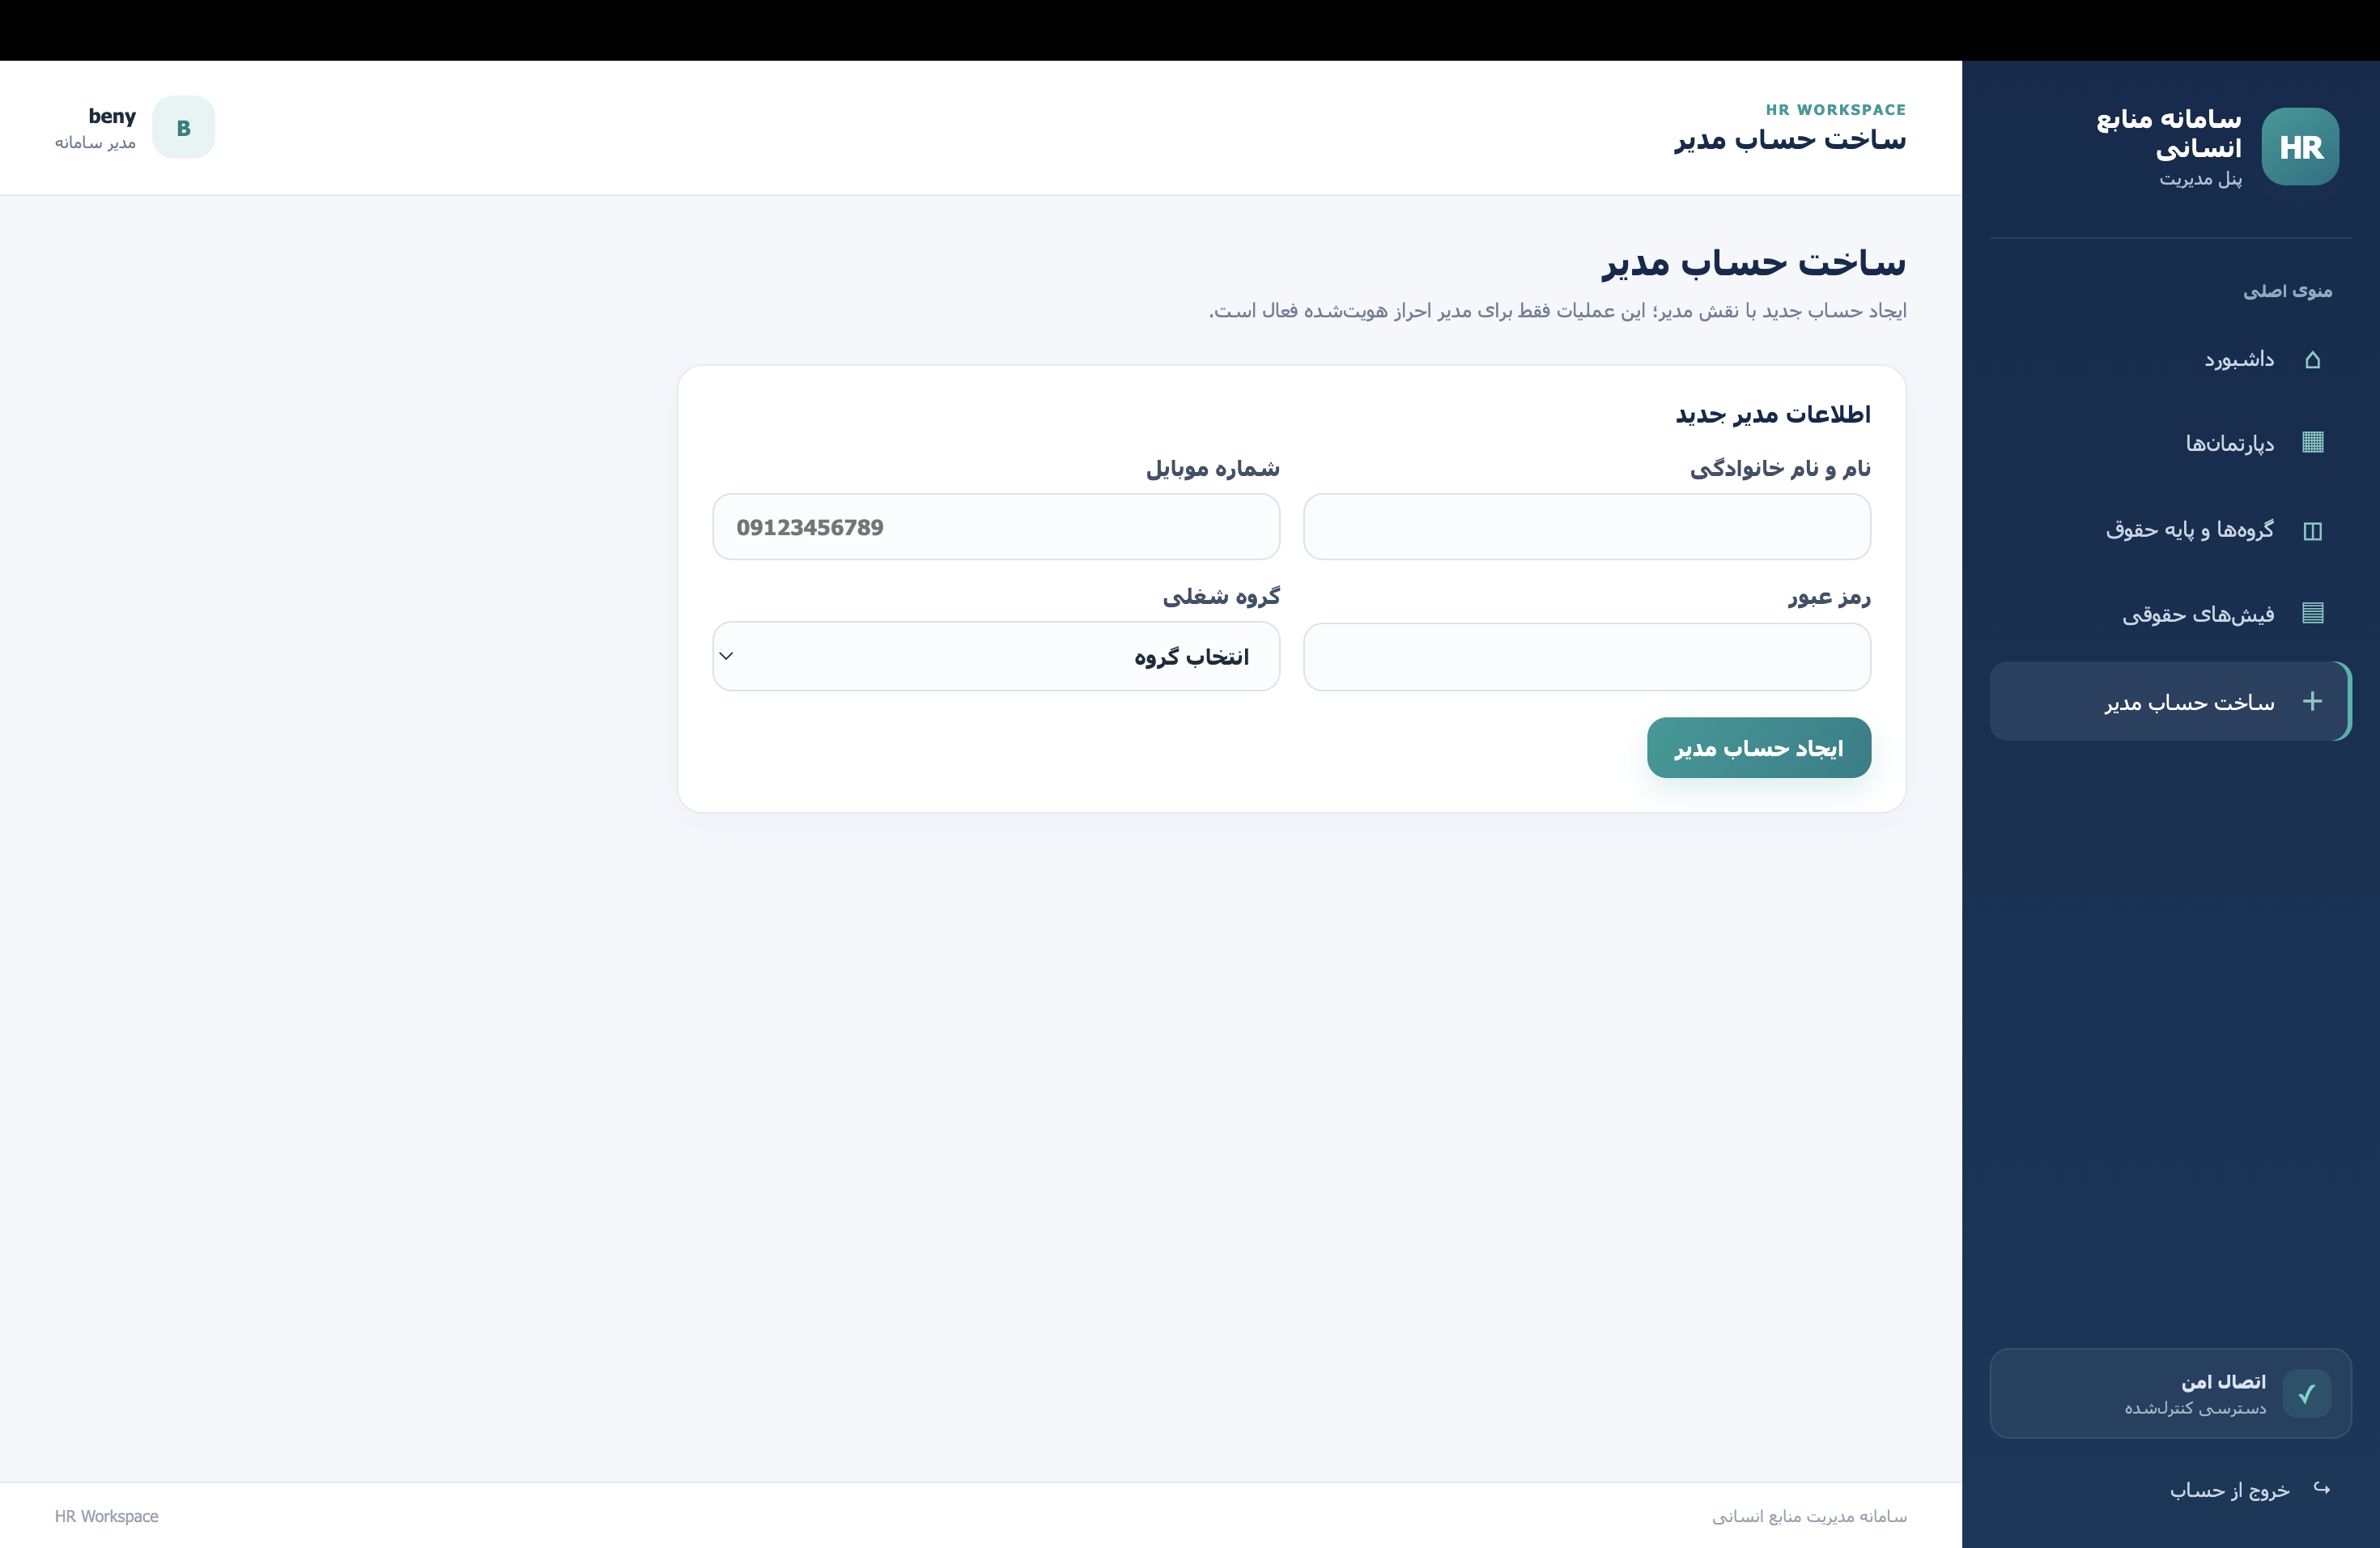 HR
سامانه منابع
انسانی
پنل مدیریت
منوی اصلی
داشبورد
دپارتمان‌ها
گروه‌ها و پایه حقوق
فیش‌های حقوقی
ساخت حساب مدیر
اتصال امن
دسترسی کنترل‌شده
خروج از حساب
HR WORKSPACE
ساخت حساب مدیر
B
beny
مدیر سامانه
ساخت حساب مدیر
ایجاد حساب جدید با نقش مدیر؛ این عملیات فقط برای مدیر احراز هویت‌شده فعال است.
اطلاعات مدیر جدید
نام و نام خانوادگی
شماره موبایل
09123456789
رمز عبور
گروه شغلی
انتخاب گروه
ایجاد حساب مدیر
سامانه مدیریت منابع انسانی
HR Workspace